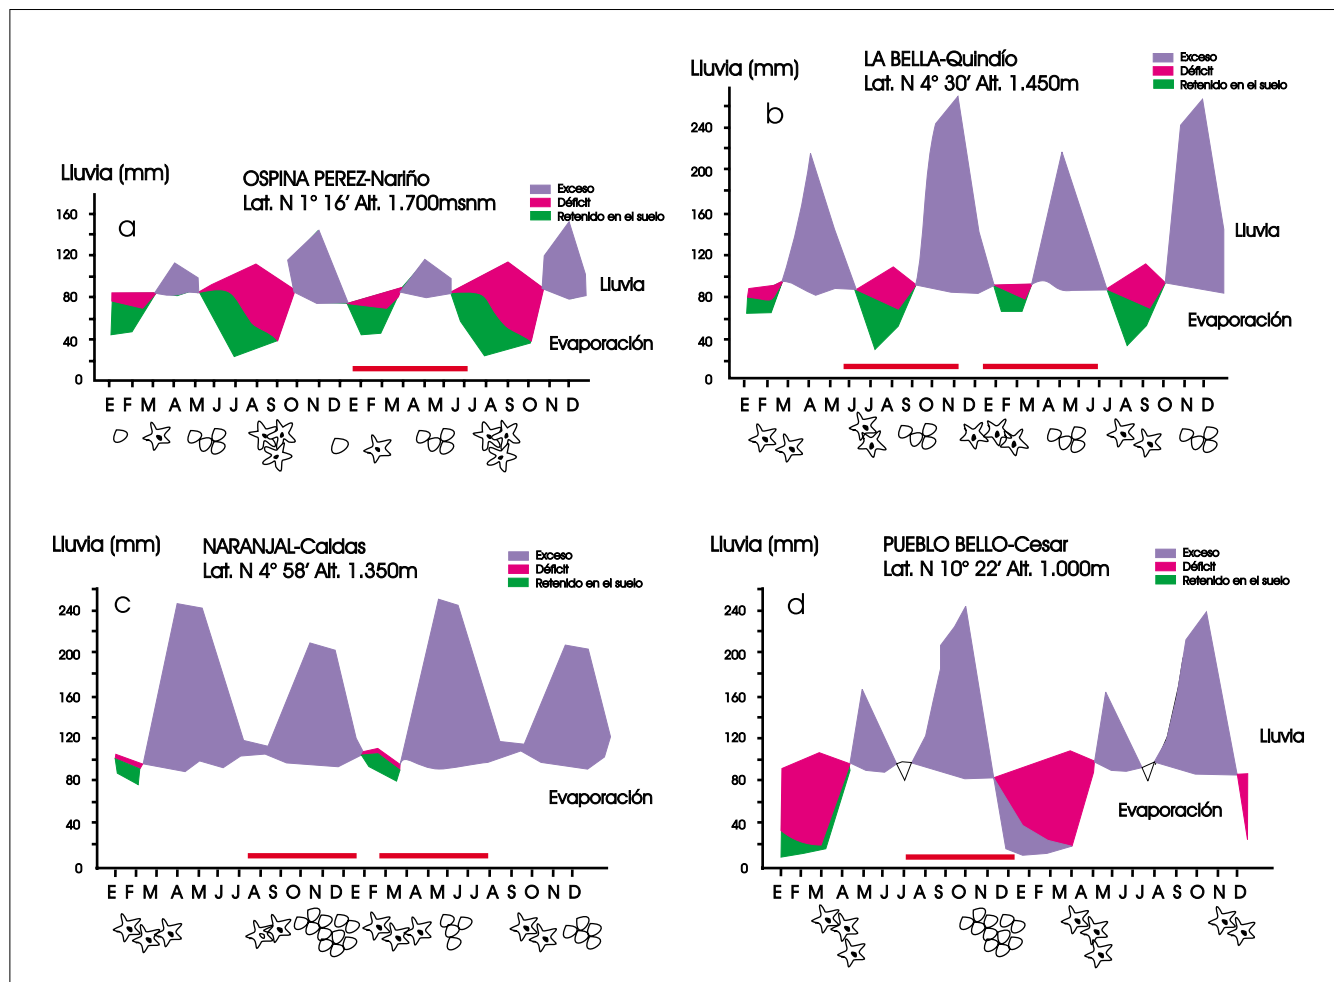 Lluvia (mm)
OSPINA PEREZ-Nariño
Lat. N 1° 16′ Alt. 1.700msnm
Exceso
Déficit
Retenido en el suelo
a
160
120
80
40
0
Lluvia
Evaporación
E F M A M J J A S O N D E F M A M J J A S O N D
Lluvia (mm)
LA BELLA-Quindío
Lat. N 4° 30′ Alt. 1.450m
Exceso
Déficit
Retenido en el suelo
b
240
200
160
120
80
40
0
Lluvia
Evaporación
E F M A M J J A S O N D E F M A M J J A S O N D
Lluvia (mm)
NARANJAL-Caldas
Lat. N 4° 58′ Alt. 1.350m
Exceso
Déficit
Retenido en el suelo
c
240
200
160
120
80
40
0
Evaporación
E F M A M J J A S O N D E F M A M J J A S O N D
Lluvia (mm)
PUEBLO BELLO-Cesar
Lat. N 10° 22′ Alt. 1.000m
Exceso
Déficit
Retenido en el suelo
d
240
200
160
120
80
40
0
Lluvia
Evaporación
E F M A M J J A S O N D E F M A M J J A S O N D